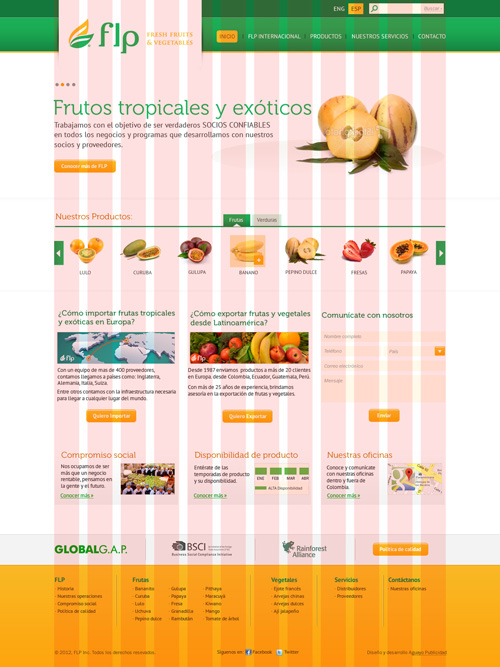 ENG ESP Buscar ›
flp FRESH FRUITS
& VEGETABLES
INICIO | FLP INTERNACIONAL | PRODUCTOS | NUESTROS SERVICIOS | CONTACTO
Frutos tropicales y exóticos
Trabajamos con el objetivo de ser verdaderos SOCIOS CONFIABLES
en todos los negocios y programas que desarrollamos con nuestros
socios y proveedores.
Conocer más de FLP
Nuestros Productos:
Frutas Verduras
LULO CURUBA GULUPA BANANO PEPINO DULCE FRESAS PAPAYA
¿Cómo importar frutas tropicales
y exóticas en Europa?
flp
Con un equipo de mas de 400 proveedores,
contamos llegamos a países como: Inglaterra,
Alemania, Italia, Suiza.
Entre otros contamos con la infraestructura necesaria
para llegar a cualquier lugar del mundo.
Quiero Importar
¿Cómo exportar frutas y vegetales
desde Latinoamérica?
flp
Desde 1987 enviamos productos a más de 20 clientes
en Europa. desde Colombia, Ecuador, Guatemala, Perú.
Con más de 25 años de experiencia, brindamos
asesoría en la exportación de frutas y vegetales.
Quiero Exportar
Comunicate con nosotros
Nombre completo
Teléfono País
Correo electrónico
Mensaje
Enviar
Compromiso social
Nos ocupamos de ser
más que un negocio
rentable, pensamos en
la gente y el futuro.
Conocer más »
Disponibilidad de producto
Entérate de las
temporadas de producto
y su disponibilidad.
Conocer más »
ENE FEB MAR ABR
ALTA Disponibilidad
Nuestras oficinas
Conoce y comunícate
con nuestras oficinas
dentro y fuera de
Colombia.
Conocer más »
GLOBALG.A.P.
BSCI
Business Social Compliance Initiative
Rainforest
Alliance
Política de calidad
FLP
· Historia
· Nuestras operaciones
· Compromiso social
· Política de calidad
Frutas
· Banando
· Curuba
· Lulo
· Uchuva
· Pepino dulce
· Gulupa
· Papaya
· Fresa
· Granadilla
· Rambután
· Pithaya
· Maracuyá
· Kiwano
· Mango
· Tomate de árbol
Vegetales
· Ejote francés
· Arvejas chinas
· Arvejas dulces
· Ají jalapeño
Servicios
· Distribuidores
· Proveedores
Contáctanos
· Nuestras oficinas
© 2012, FLP Inc. Todos los derechos reservados.
Síguenos en: Facebook Twitter
Diseño y desarrollo Aguayo Publicidad